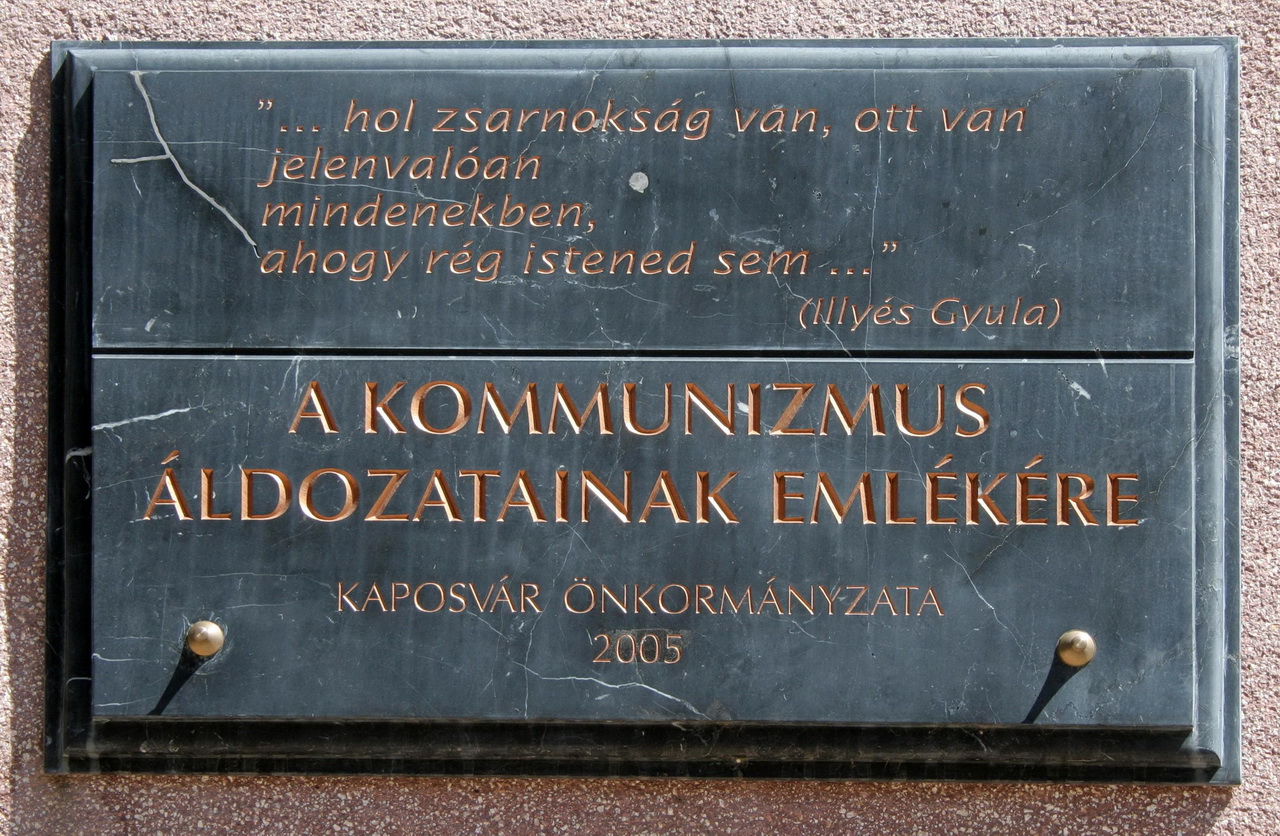 ”... hol zsarnokság van, ott van
jelenvalóan
mindenekben,
ahogy rég istened sem ...”
(Illyés Gyula)
A KOMMUNIZMUS
ÁLDOZATAINAK EMLÉKÉRE
KAPOSVÁR ÖNKORMÁNYZATA
2005